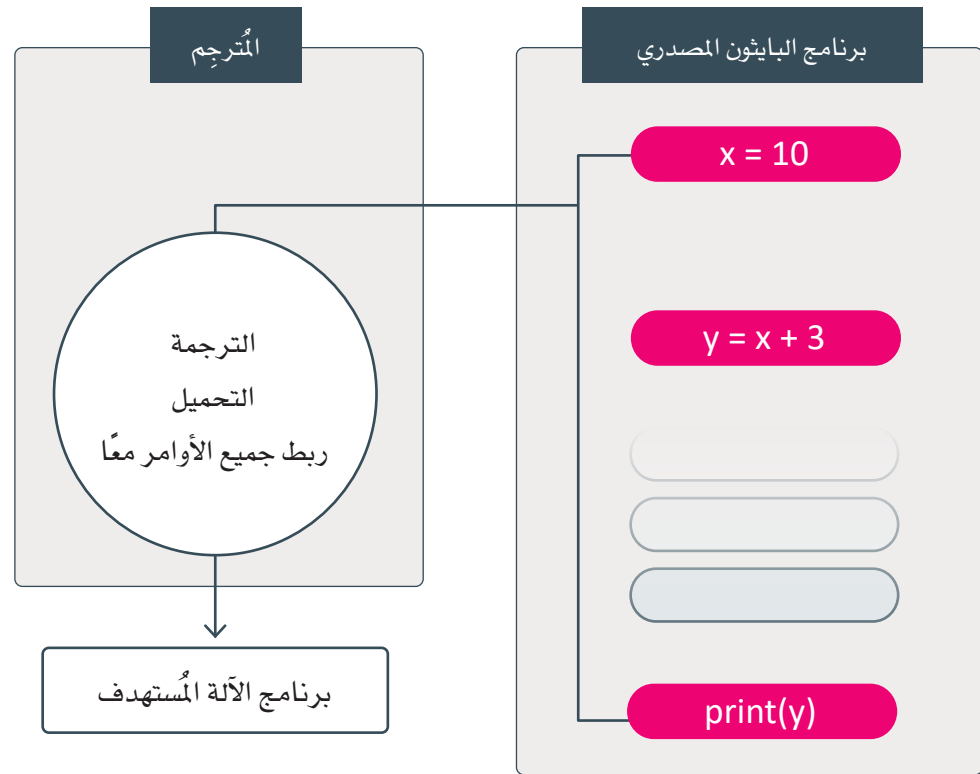 برنامج البايثون المصدري
x = 10
y = x + 3
print(y)
المُترجِم
الترجمة
التحميل
ربط جميع الأوامر معًا
برنامج الآلة المُستهدف